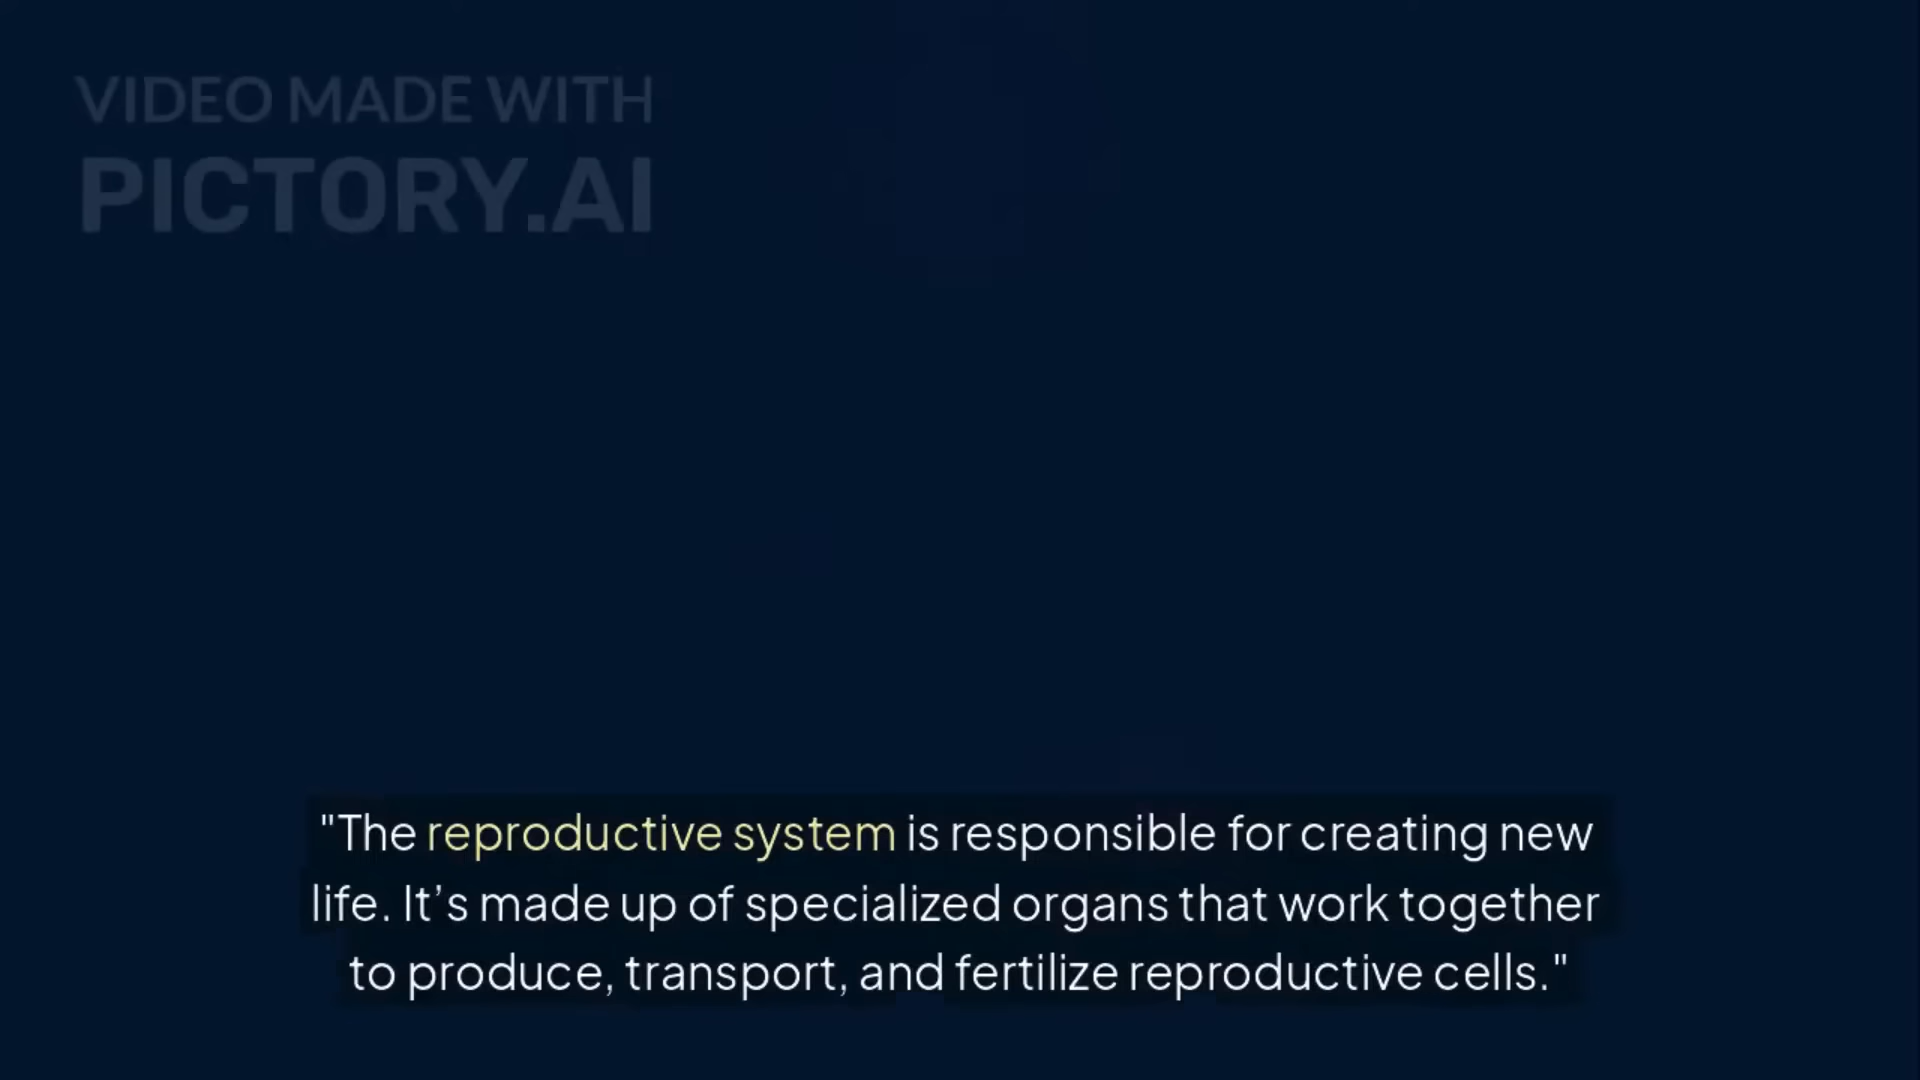 VIDEO MADE WITH
PICTORY.AI
"The reproductive system is responsible for creating new
life. It’s made up of specialized organs that work together
to produce, transport, and fertilize reproductive cells."